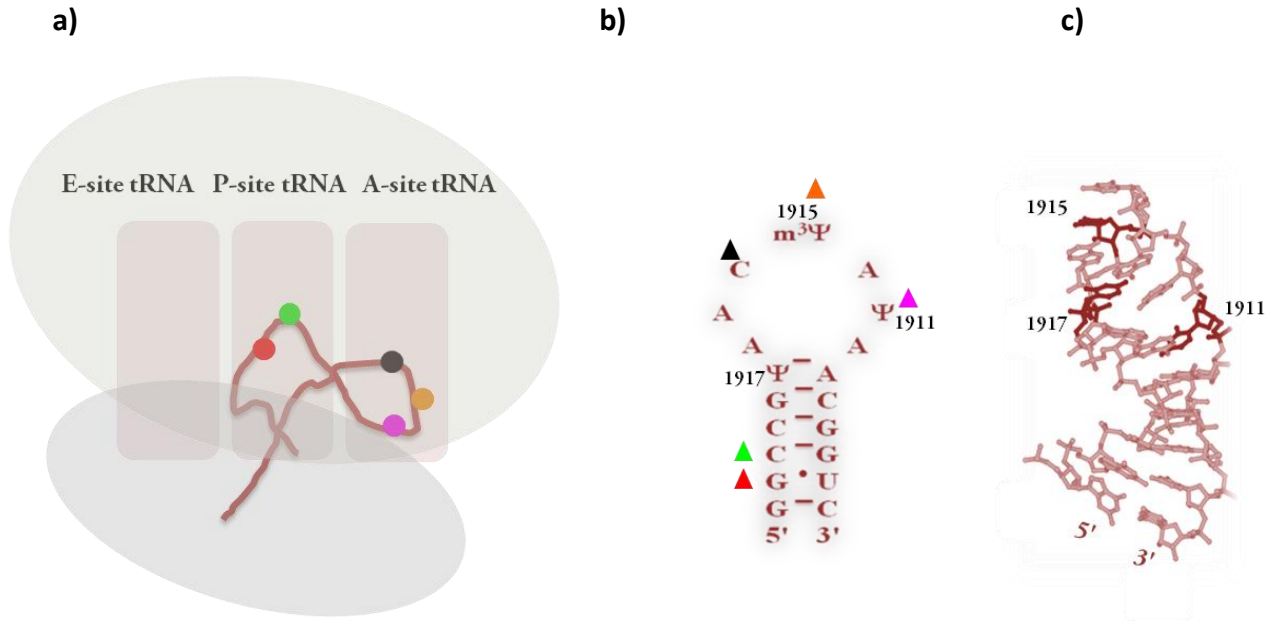 a)
E-site tRNA P-site tRNA A-site tRNA
b)
1915
m³Ψ
C A
A Ψ
1911
A A
1917 Ψ – A
G – C
C – G
C – G
G • U
G – C
5' 3'
c)
1915
1917
1911
5'
3'